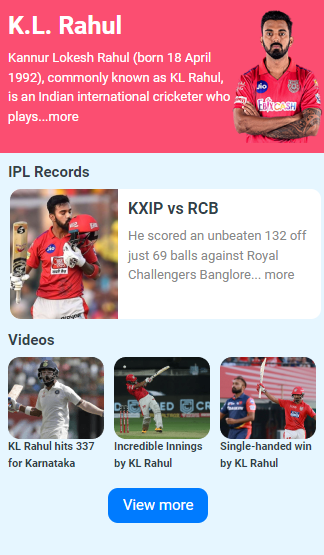 K.L. Rahul
Kannur Lokesh Rahul (born 18 April
1992), commonly known as KL Rahul,
is an Indian international cricketer who
plays...more
Jio
IPL Records
KXIP vs RCB
He scored an unbeaten 132 off
just 69 balls against Royal
Challengers Banglore... more
Videos
KL Rahul hits 337
for Karnataka
Incredible Innings
by KL Rahul
Single-handed win
by KL Rahul
View more